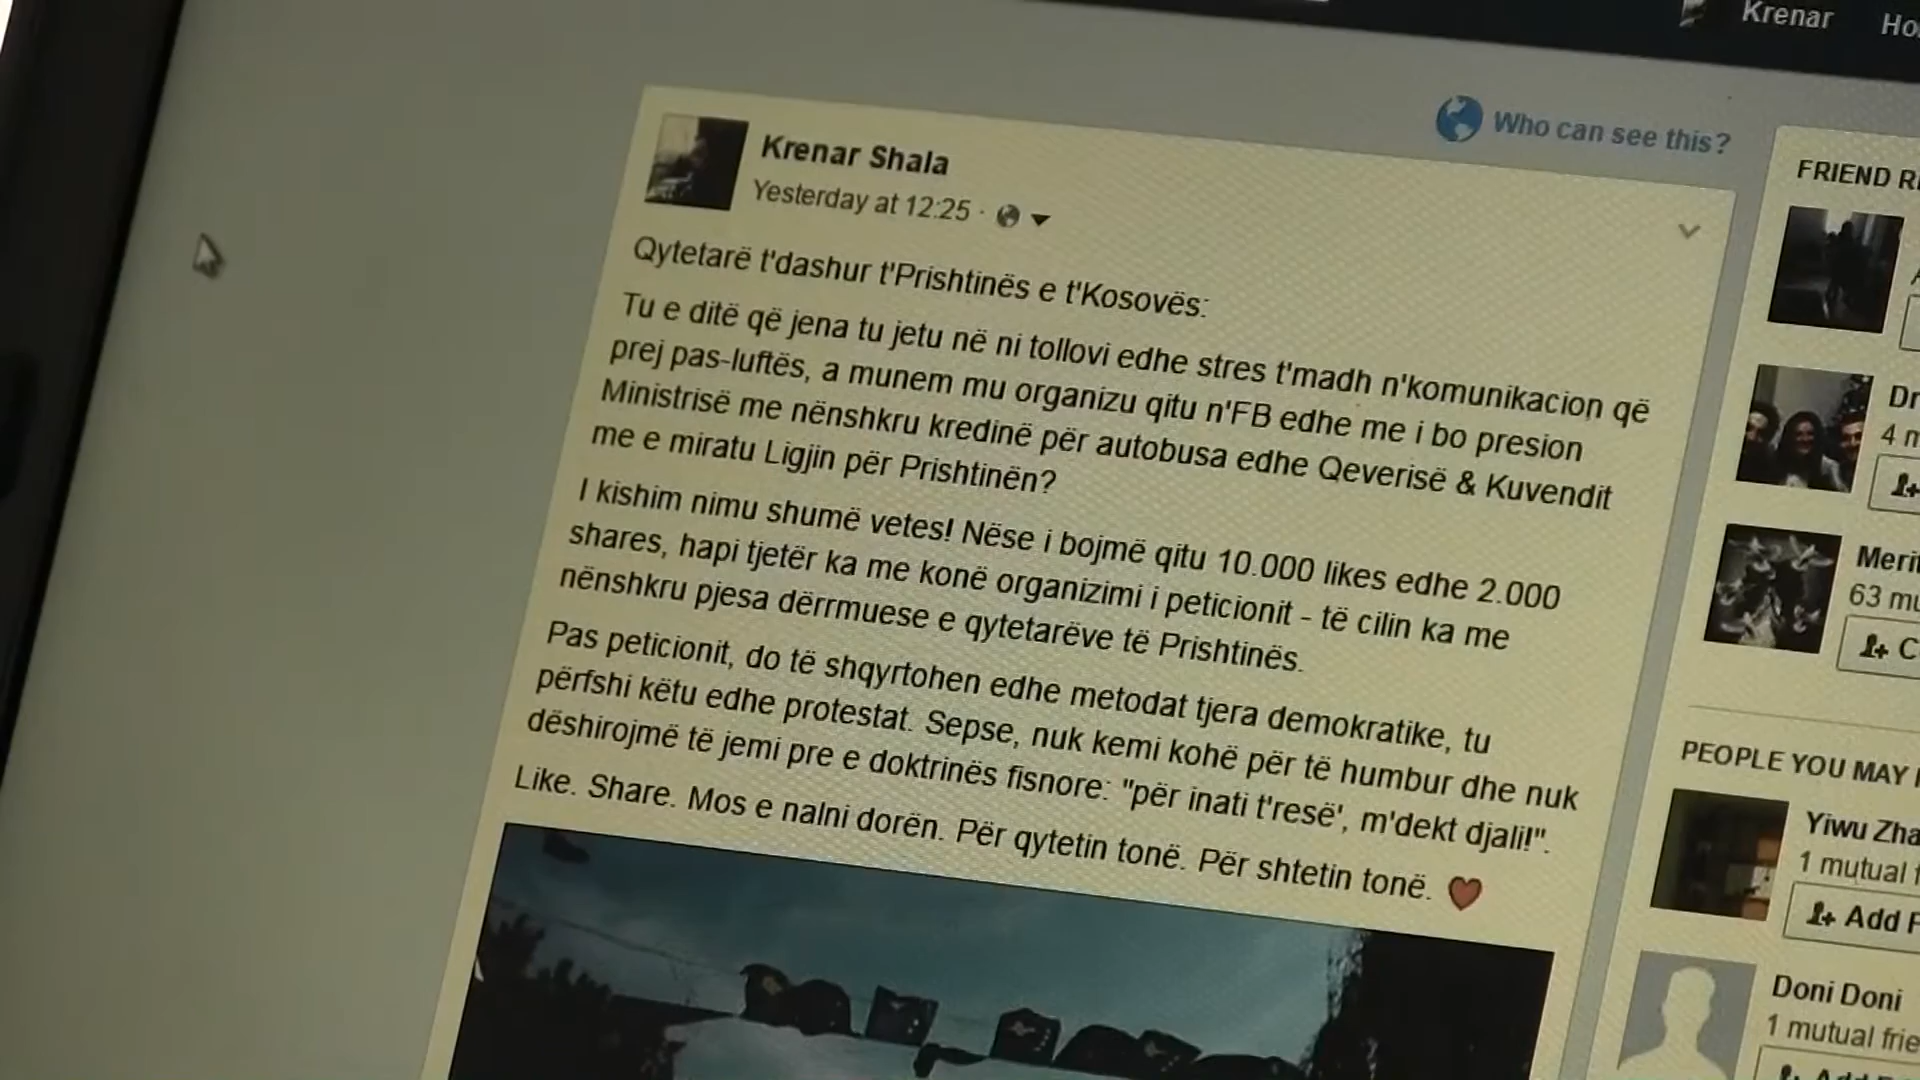 Krenar
Who can see this?
Krenar Shala
Yesterday at 12:25 ·
Qytetarë t'dashur t'Prishtinës e t'Kosovës:
Tu e ditë që jena tu jetu në ni tollovi edhe stres t'madh n'komunikacion që
prej pas-luftës, a munem mu organizu qitu n'FB edhe me i bo presion
Ministrisë me nënshkru kredinë për autobusa edhe Qeverisë & Kuvendit
me e miratu Ligjin për Prishtinën?
I kishim nimu shumë vetes! Nëse i bojmë qitu 10.000 likes edhe 2.000
shares, hapi tjetër ka me konë organizimi i peticionit - të cilin ka me
nënshkru pjesa dërrmuese e qytetarëve të Prishtinës.
Pas peticionit, do të shqyrtohen edhe metodat tjera demokratike, tu
përfshi këtu edhe protestat. Sepse, nuk kemi kohë për të humbur dhe nuk
dëshirojmë të jemi pre e doktrinës fisnore: "për inati t'resë', m'dekt djali!".
Like. Share. Mos e nalni dorën. Për qytetin tonë. Për shtetin tonë. ❤
FRIEND
4
63
PEOPLE YOU MAY
Yiwu
1 mutual
Add
Doni Doni
1 mutual